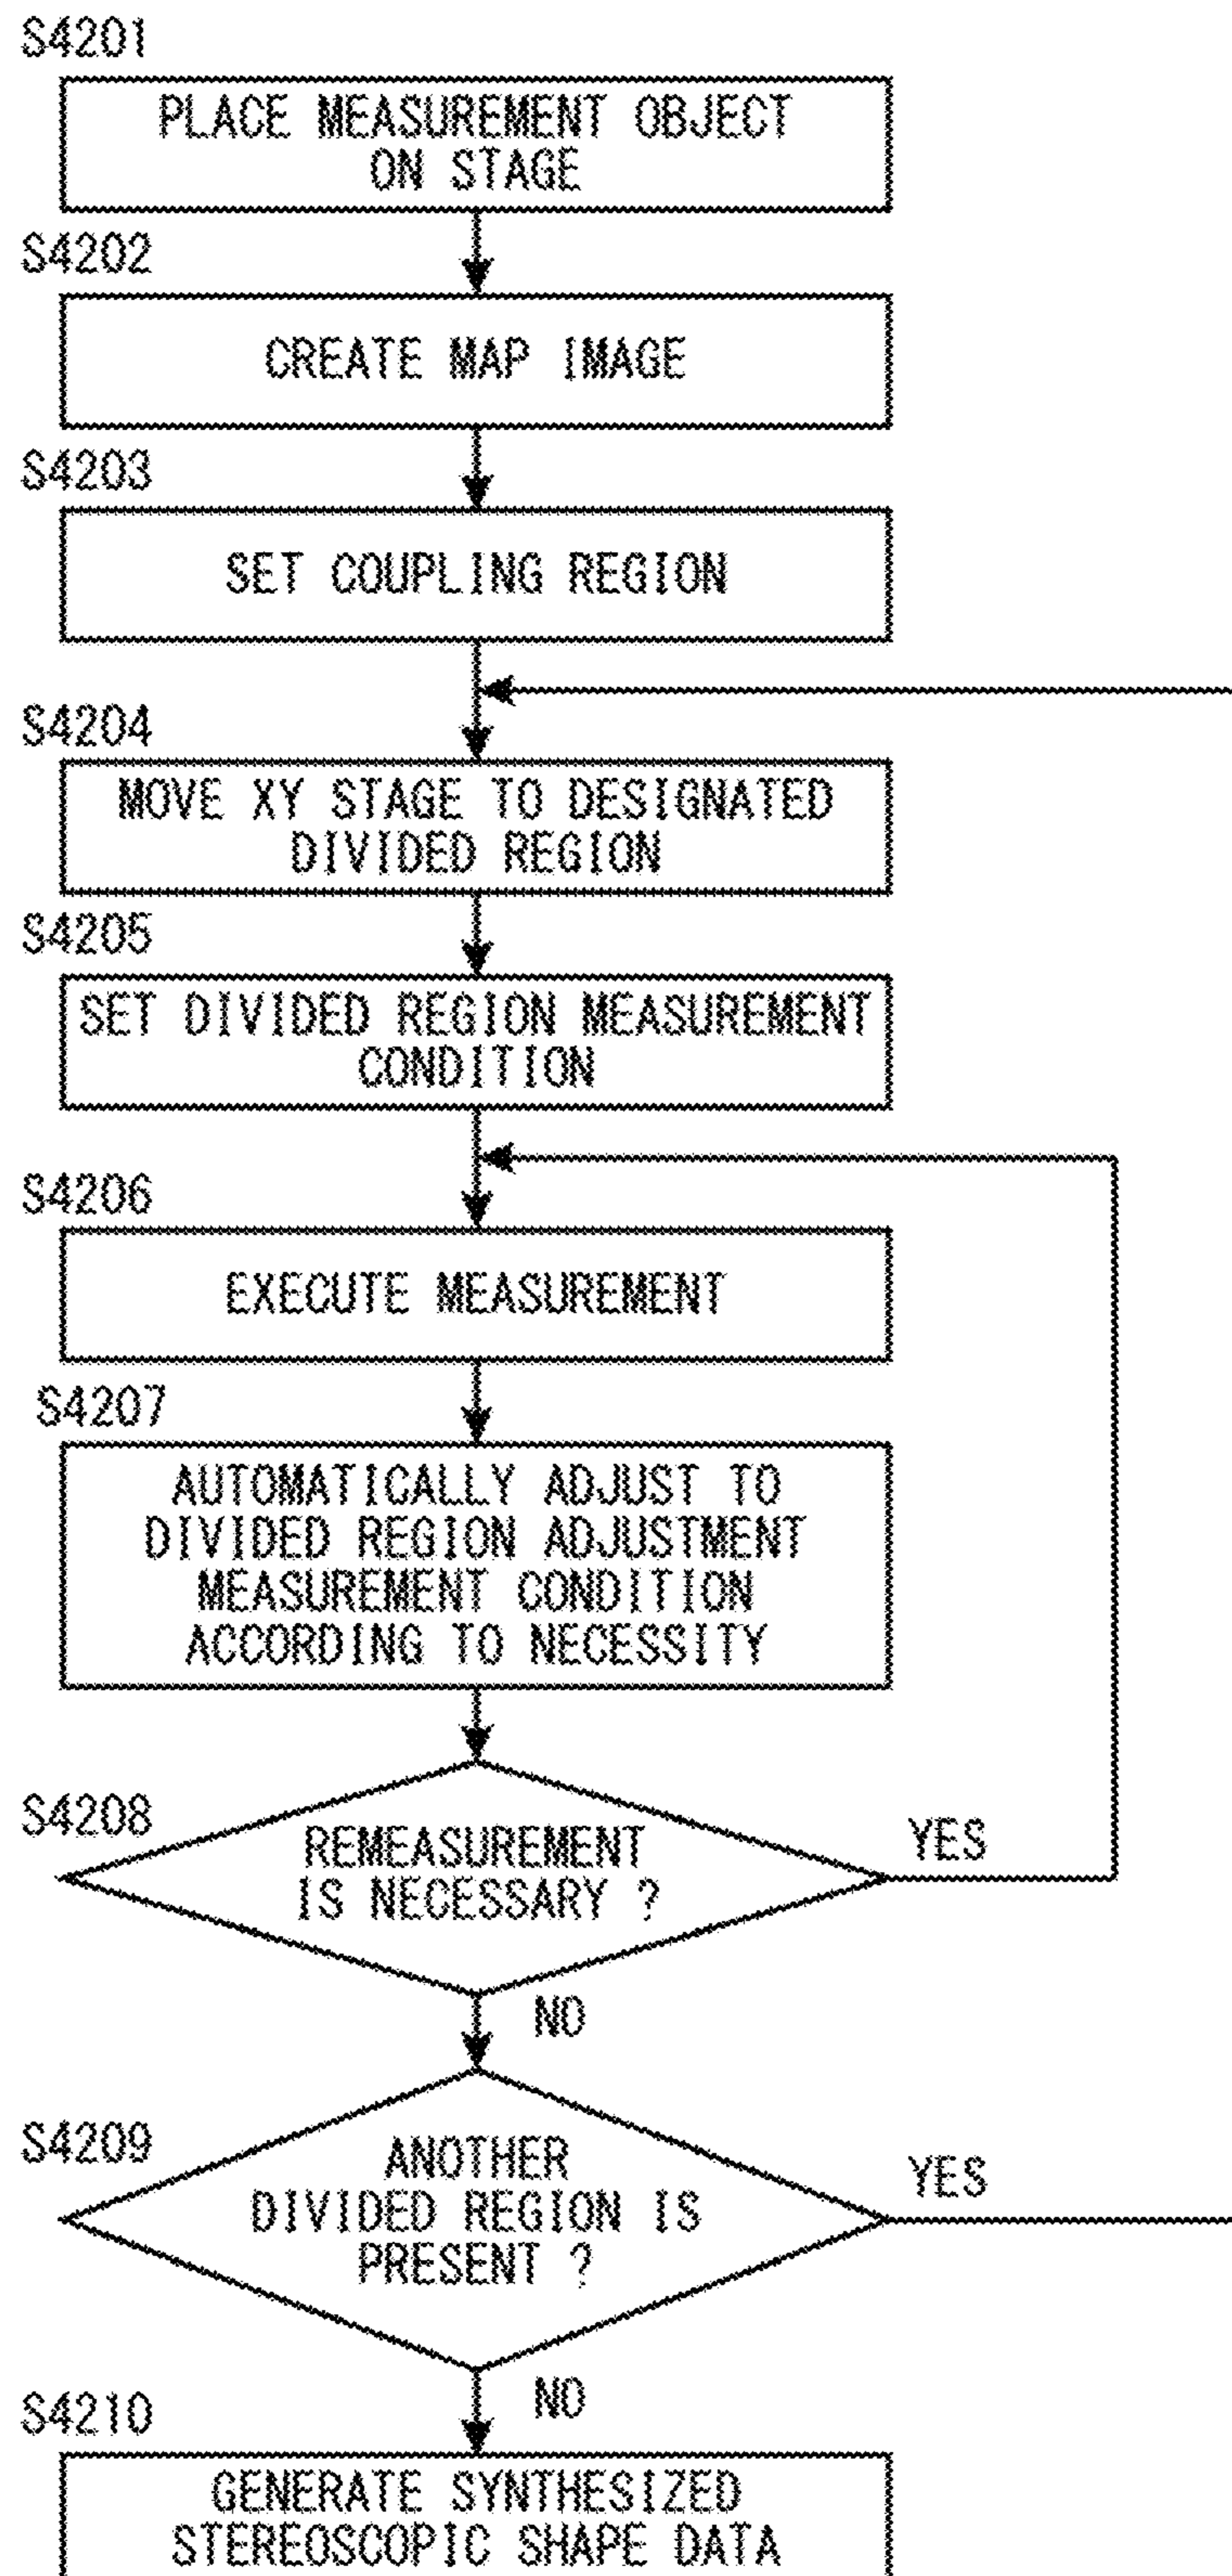 S4201
PLACE MEASUREMENT OBJECT
ON STAGE
S4202
CREATE MAP IMAGE
S4203
SET COUPLING REGION
S4204
MOVE XY STAGE TO DESIGNATED
DIVIDED REGION
S4205
SET DIVIDED REGION MEASUREMENT
CONDITION
S4206
EXECUTE MEASUREMENT
S4207
AUTOMATICALLY ADJUST TO
DIVIDED REGION ADJUSTMENT
MEASUREMENT CONDITION
ACCORDING TO NECESSITY
S4208
REMEASUREMENT
IS NECESSARY ?
YES
NO
S4209
ANOTHER
DIVIDED REGION IS
PRESENT ?
YES
NO
S4210
GENERATE SYNTHESIZED
STEREOSCOPIC SHAPE DATA